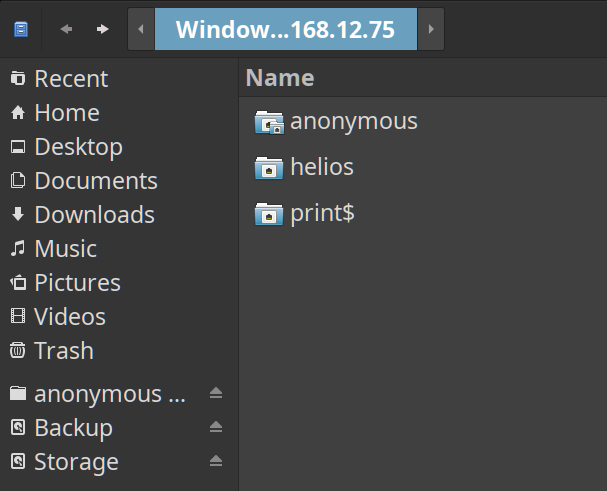 Window...168.12.75
Recent
Home
Desktop
Documents
Downloads
Music
Pictures
Videos
Trash
anonymous ...
Backup
Storage
Name
anonymous
helios
print$